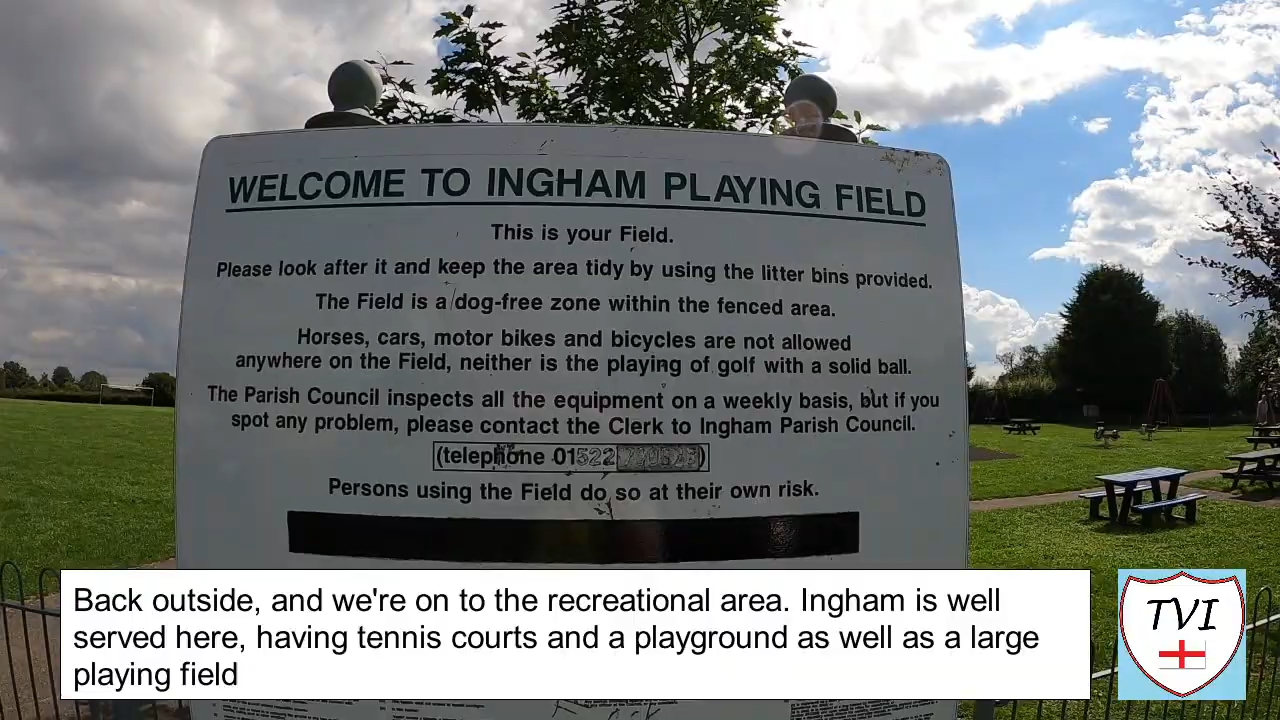 WELCOME TO INGHAM PLAYING FIELD
This is your Field.
Please look after it and keep the area tidy by using the litter bins provided.
The Field is a dog-free zone within the fenced area.
Horses, cars, motor bikes and bicycles are not allowed
anywhere on the Field, neither is the playing of golf with a solid ball.
The Parish Council inspects all the equipment on a weekly basis, but if you
spot any problem, please contact the Clerk to Ingham Parish Council.
(telephone 01522 )
Persons using the Field do so at their own risk.
Back outside, and we're on to the recreational area. Ingham is well
served here, having tennis courts and a playground as well as a large
playing field
TVI